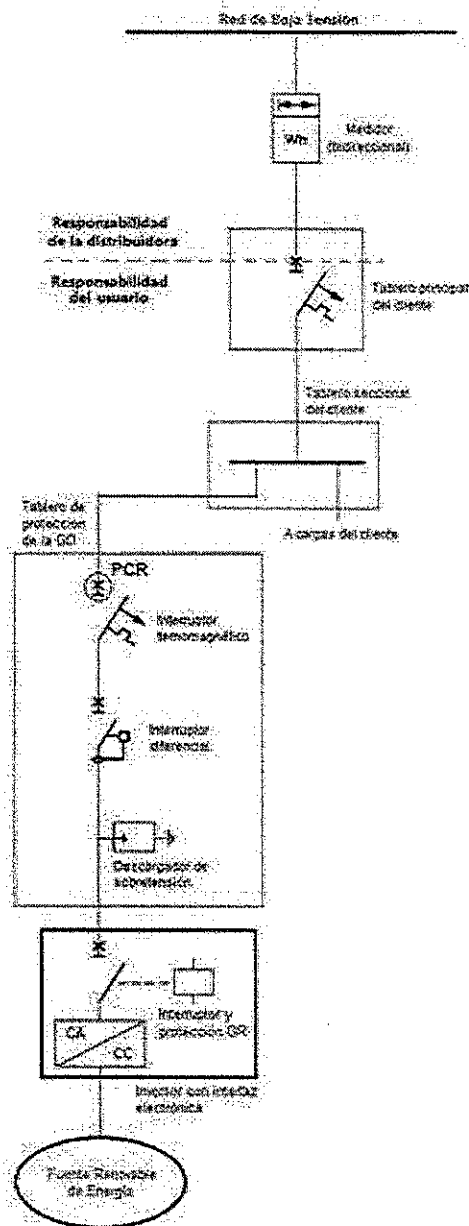 Red de Baja Tensión
Wh
Medidor
(bidireccional)
Responsabilidad
de la distribuidora
Responsabilidad
del usuario
Tablero principal
del cliente
Tablero seccional
del cliente
Tablero de
protección
de la GD
A cargas del cliente
PCR
Interruptor
termomagnético
Interruptor
diferencial
Descargador de
sobretensión
Interruptor y
protección GR
CA
CC
Inversor con interfaz
electrónica
Fuente Renovable
de Energía